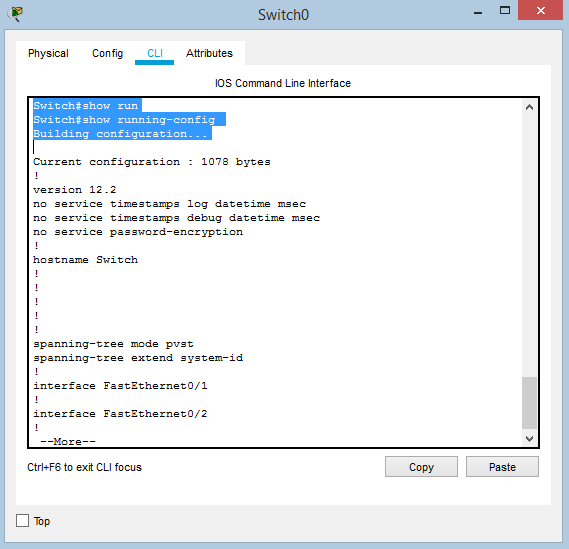 Switch0
Physical Config CLI Attributes
IOS Command Line Interface
Switch#show run
Switch#show running-config
Building configuration...
Current configuration : 1078 bytes
!
version 12.2
no service timestamps log datetime msec
no service timestamps debug datetime msec
no service password-encryption
!
hostname Switch
!
!
!
!
!
spanning-tree mode pvst
spanning-tree extend system-id
!
interface FastEthernet0/1
!
interface FastEthernet0/2
!
--More--
Ctrl+F6 to exit CLI focus Copy Paste
Top